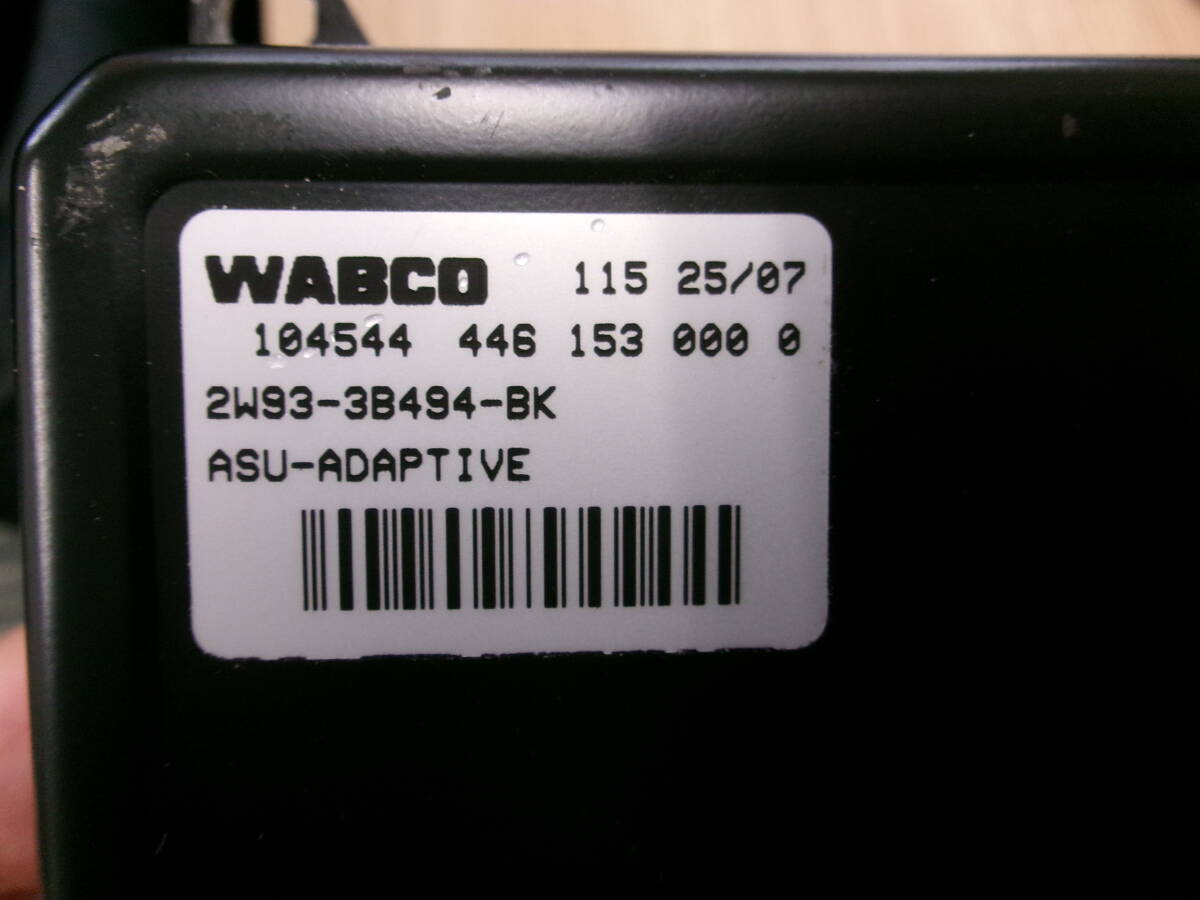 WABCO 115 25/07
104544 446 153 000 0
2W93-3B494-BK
ASU-ADAPTIVE